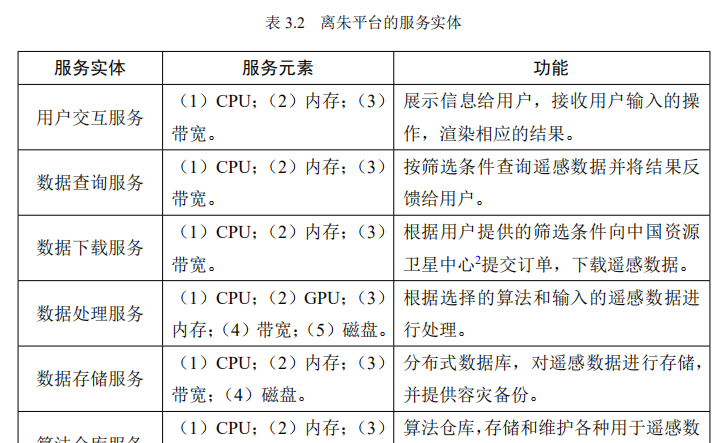 表 3.2 离朱平台的服务实体
服务实体 服务元素 功能
用户交互服务
（1）CPU；（2）内存；（3）
带宽。
展示信息给用户，接收用户输入的操
作，渲染相应的结果。
数据查询服务
（1）CPU；（2）内存；（3）
带宽。
按筛选条件查询遥感数据并将结果反
馈给用户。
数据下载服务
（1）CPU；（2）内存；（3）
带宽。
根据用户提供的筛选条件向中国资源
卫星中心2提交订单，下载遥感数据。
数据处理服务
（1）CPU；（2）GPU；（3）
内存；（4）带宽；（5）磁盘。
根据选择的算法和输入的遥感数据进
行处理。
数据存储服务
（1）CPU；（2）内存；（3）
带宽；（4）磁盘。
分布式数据库，对遥感数据进行存储，
并提供容灾备份。
算法仓库服务
（1）CPU；（2）内存；（3）
算法仓库，存储和维护各种用于遥感数